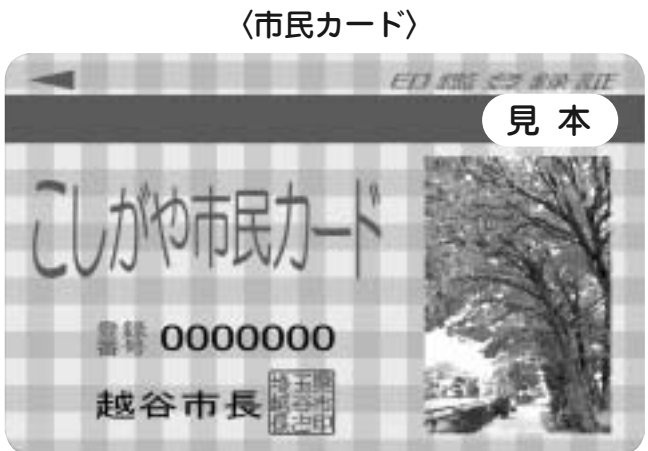 〈市民カード〉
印鑑登録証
見本
こしがや市民カード
登録番号 0000000
越谷市長